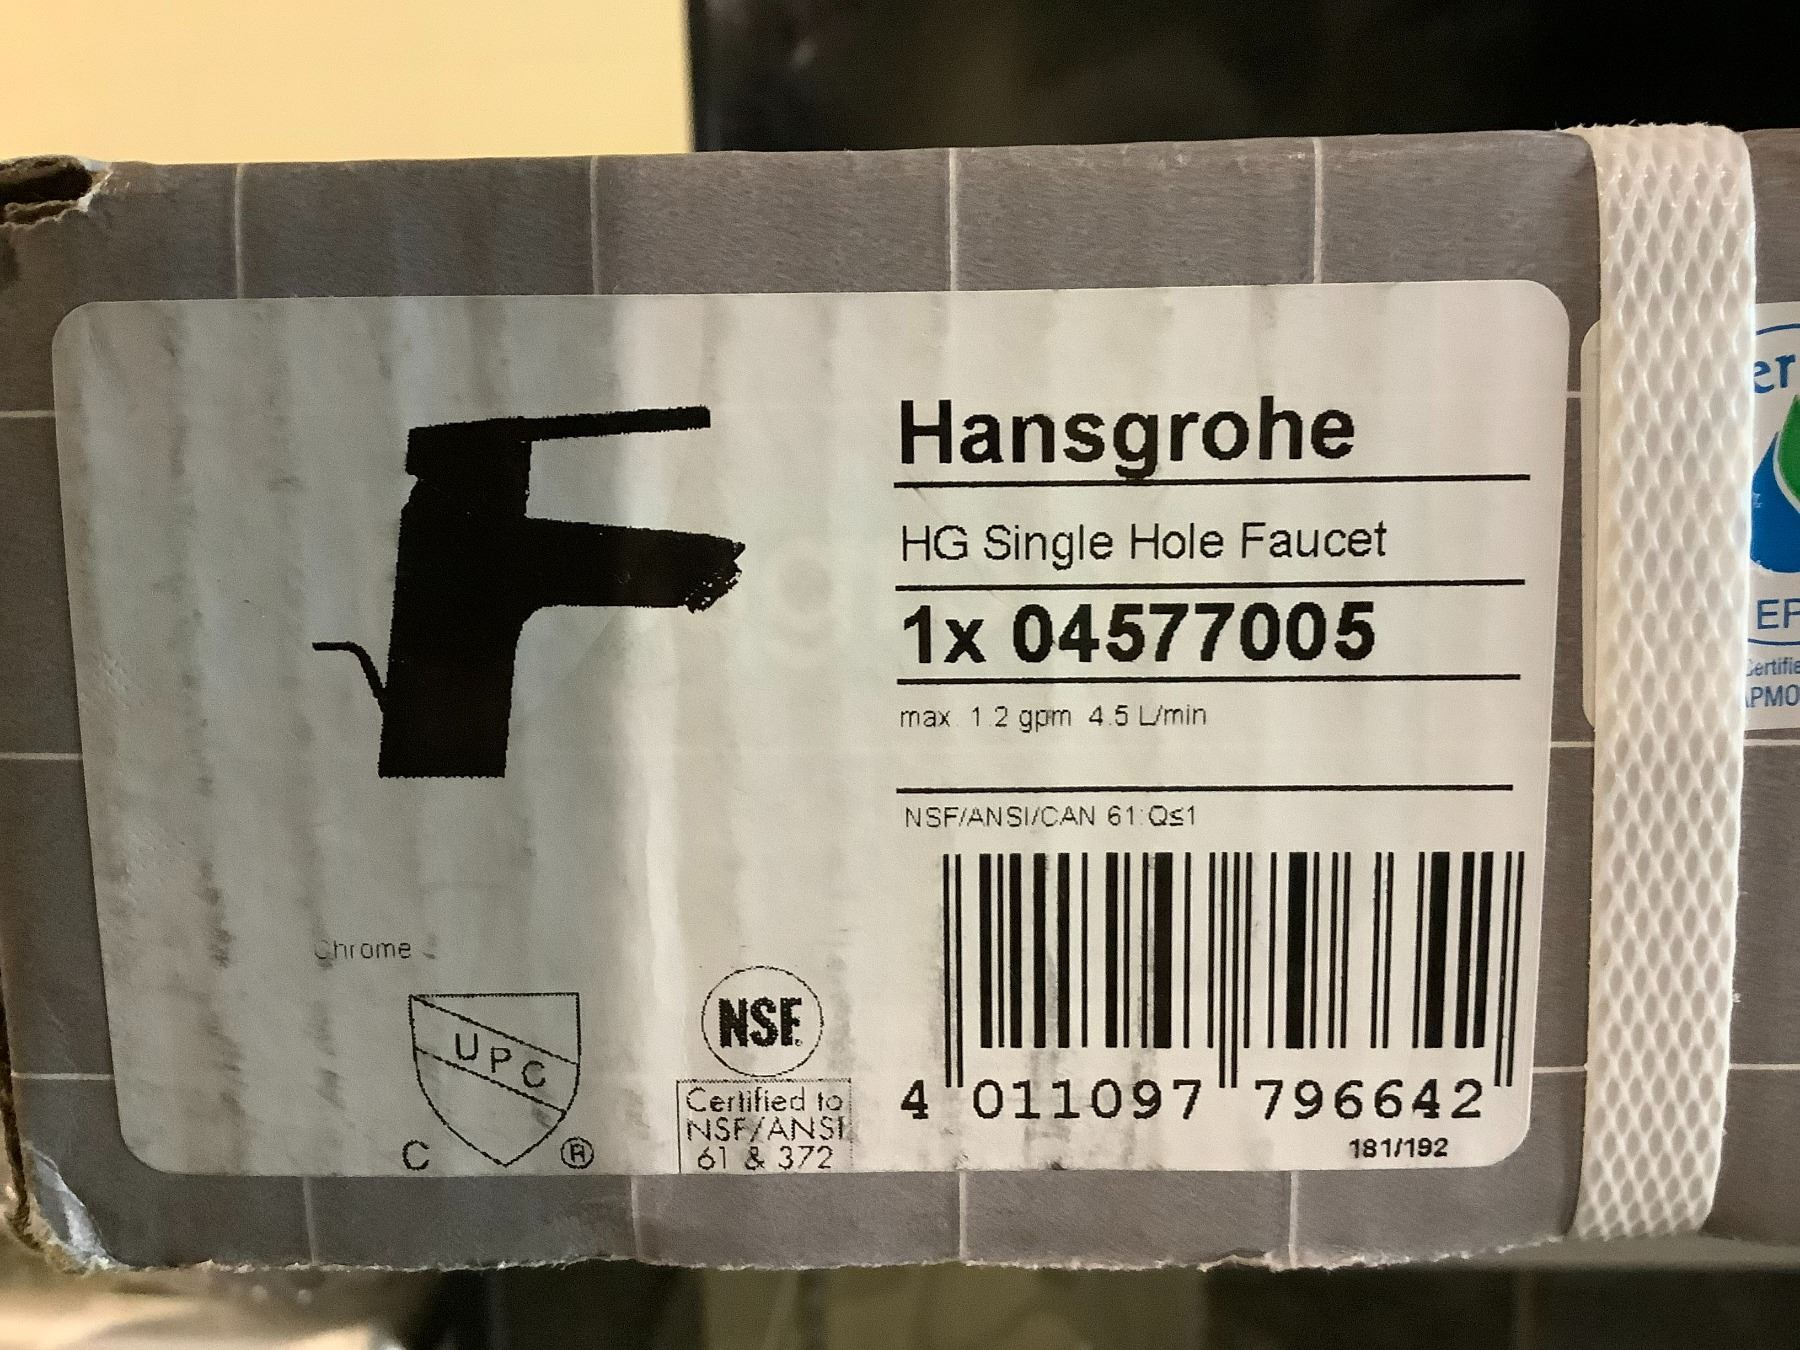 Hansgrohe
HG Single Hole Faucet
1x 04577005
max. 1.2 gpm 4.5 L/min
NSF/ANSI/CAN 61:Q≤1
Chrome
UPC
C ®
NSF.
Certified to
NSF/ANSI
61 & 372
4 011097 796642
181/192